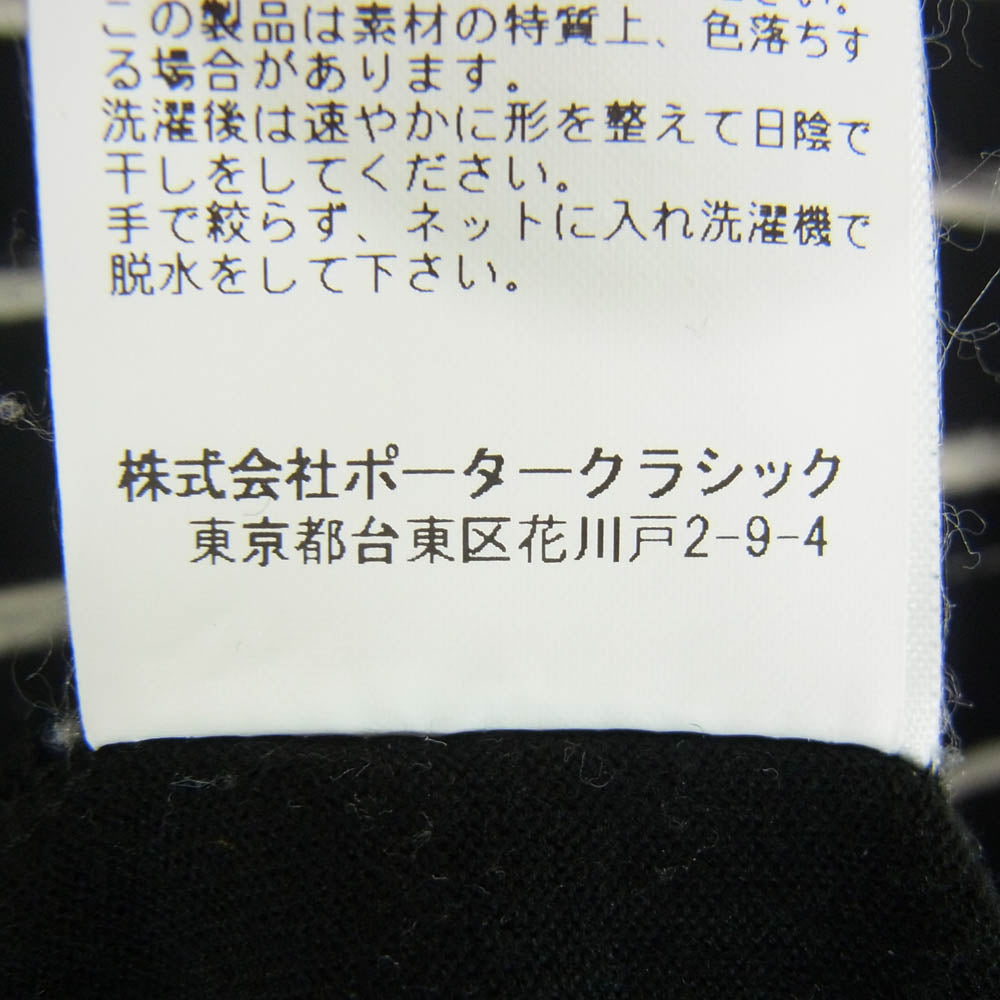 さい。
この製品は素材の特質上、色落ちす
る場合があります。
洗濯後は速やかに形を整えて日陰で
干しをしてください。
手で絞らず、ネットに入れ洗濯機で
脱水をして下さい。
株式会社ポータークラシック
東京都台東区花川戸2-9-4